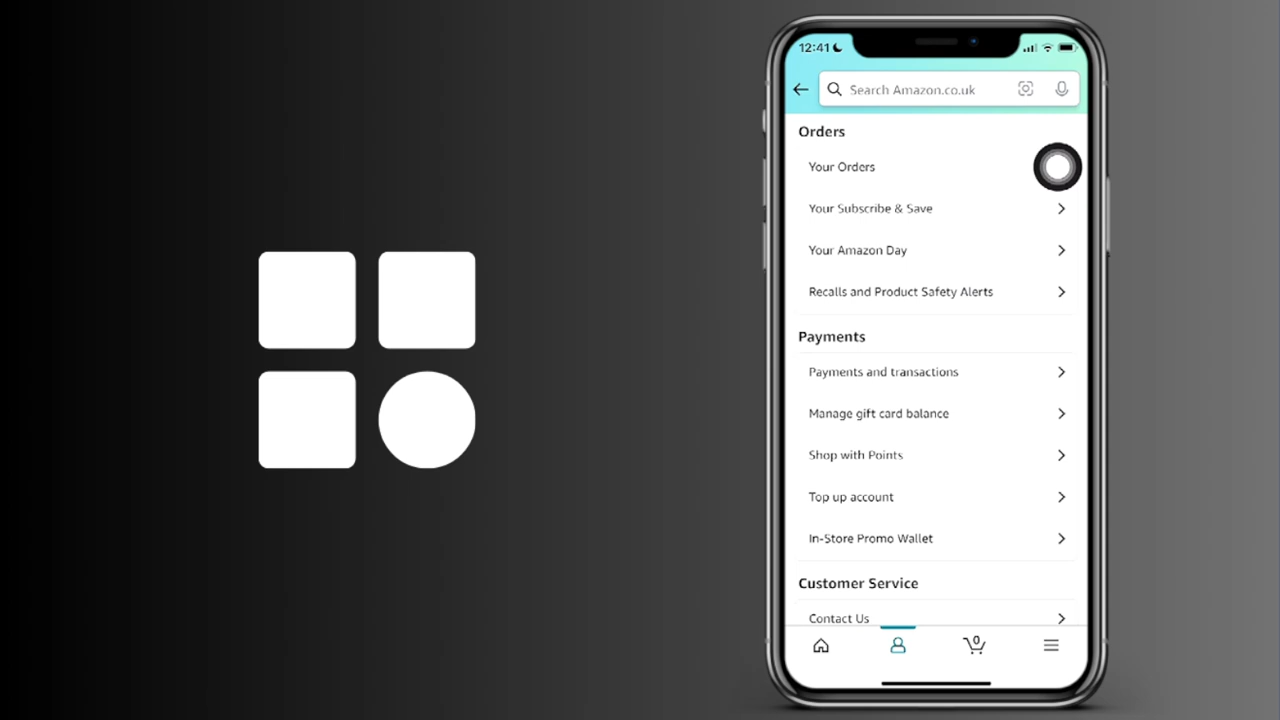 12:41
Search Amazon.co.uk
Orders
Your Orders
Your Subscribe & Save
Your Amazon Day
Recalls and Product Safety Alerts
Payments
Payments and transactions
Manage gift card balance
Shop with Points
Top up account
In-Store Promo Wallet
Customer Service
Contact Us
0